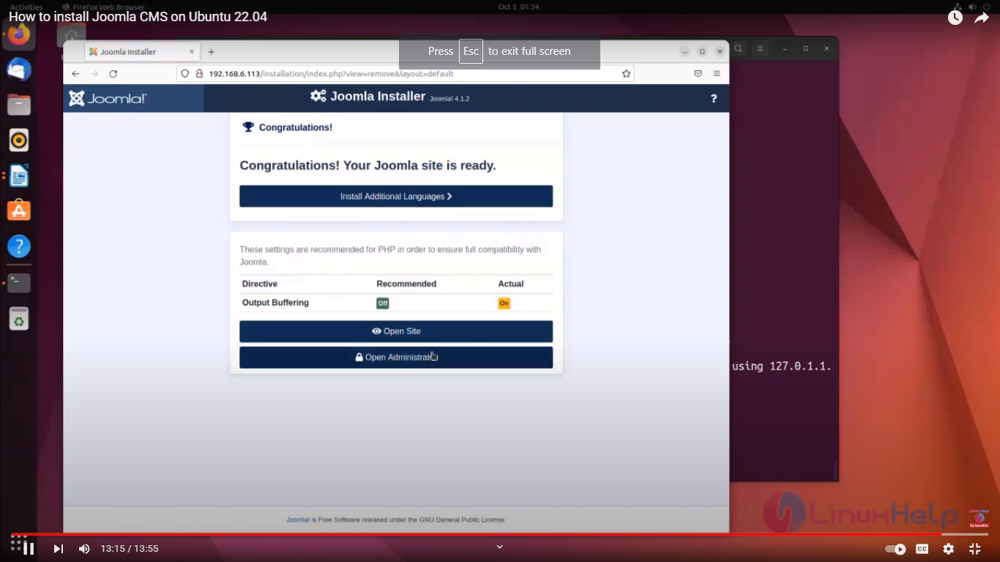 Activities
Firefox Web Browser
Oct 5 01:34
How to install Joomla CMS on Ubuntu 22.04
Joomla Installer
Press Esc to exit full screen
192.168.6.113/installation/index.php?view=remove&layout=default
Joomla!
Joomla Installer Joomla! 4.1.2
?
Congratulations!
Congratulations! Your Joomla site is ready.
Install Additional Languages
These settings are recommended for PHP in order to ensure full compatibility with
Joomla.
Directive Recommended Actual
Output Buffering Off On
Open Site
Open Administrato
using 127.0.1.1.
Joomla! is Free Software released under the GNU General Public License.
LinuxHelp
LinuxHelp
Subscribe
13:15 / 13:55
CC